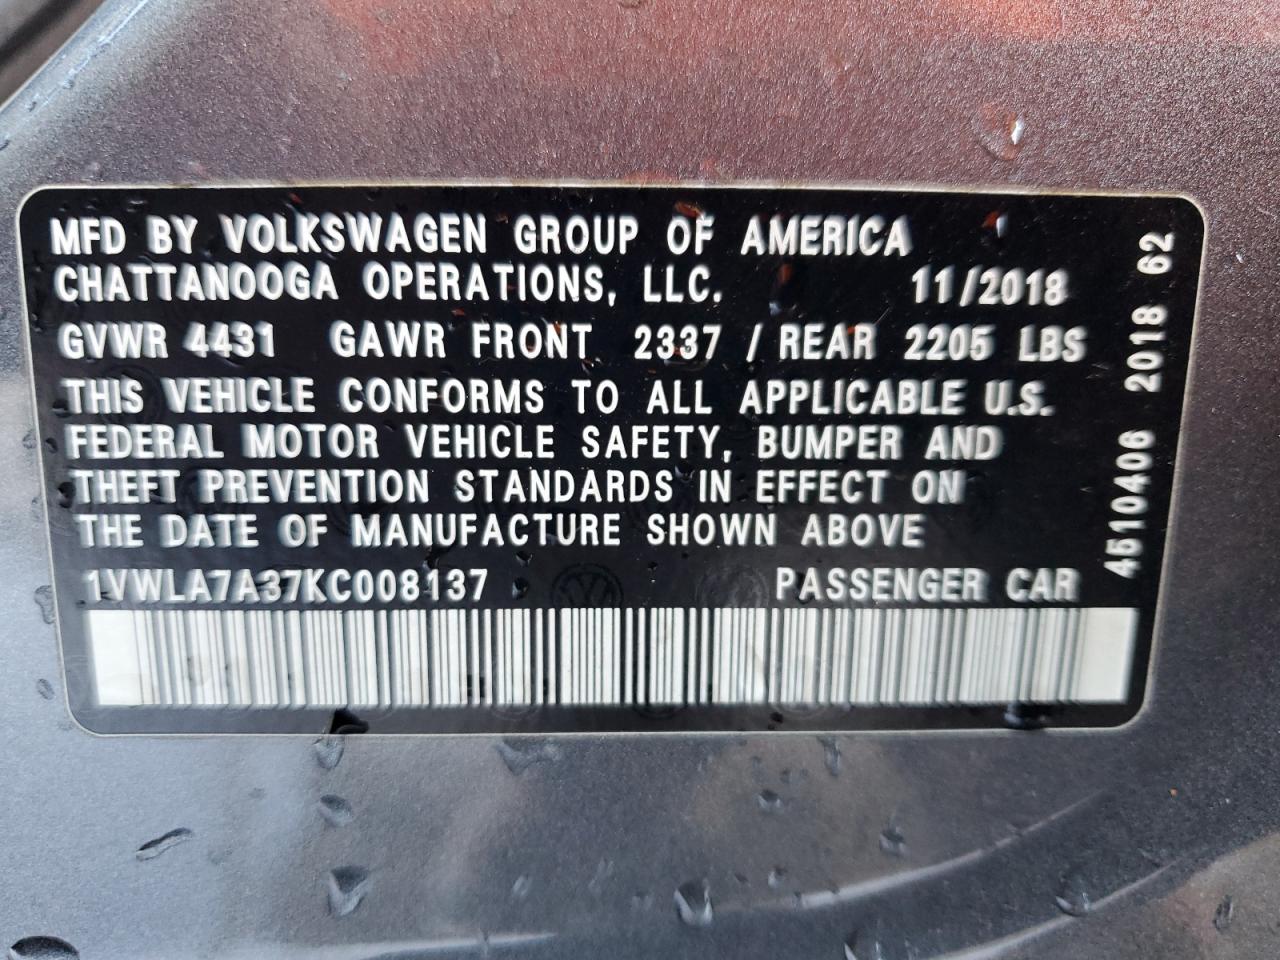 MFD BY VOLKSWAGEN GROUP OF AMERICA
CHATTANOOGA OPERATIONS, LLC. 11/2018
GVWR 4431 GAWR FRONT 2337 / REAR 2205 LBS
THIS VEHICLE CONFORMS TO ALL APPLICABLE U.S.
FEDERAL MOTOR VEHICLE SAFETY, BUMPER AND
THEFT PREVENTION STANDARDS IN EFFECT ON
THE DATE OF MANUFACTURE SHOWN ABOVE
1VWLA7A37KC008137 PASSENGER CAR
4510406 2018 62